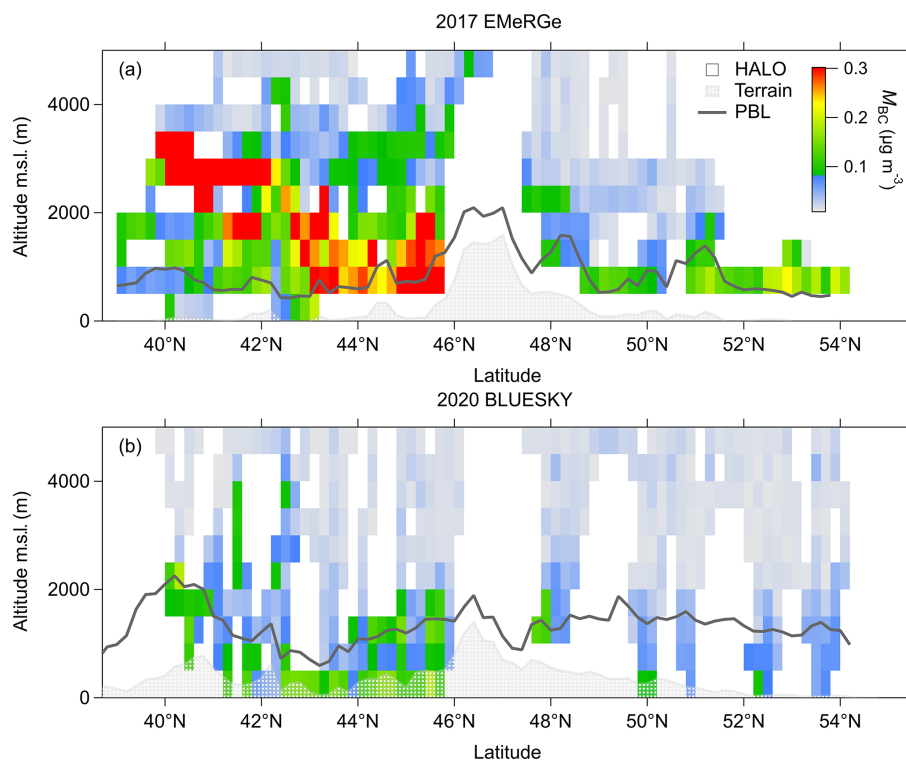 2017 EMeRGe
(a)
HALO
Terrain
PBL
0.3
0.2
0.1
M_BC (µg m⁻³)
Altitude m.s.l. (m)
4000
2000
0
40°N 42°N 44°N 46°N 48°N 50°N 52°N 54°N
Latitude
2020 BLUESKY
(b)
Altitude m.s.l. (m)
4000
2000
0
40°N 42°N 44°N 46°N 48°N 50°N 52°N 54°N
Latitude